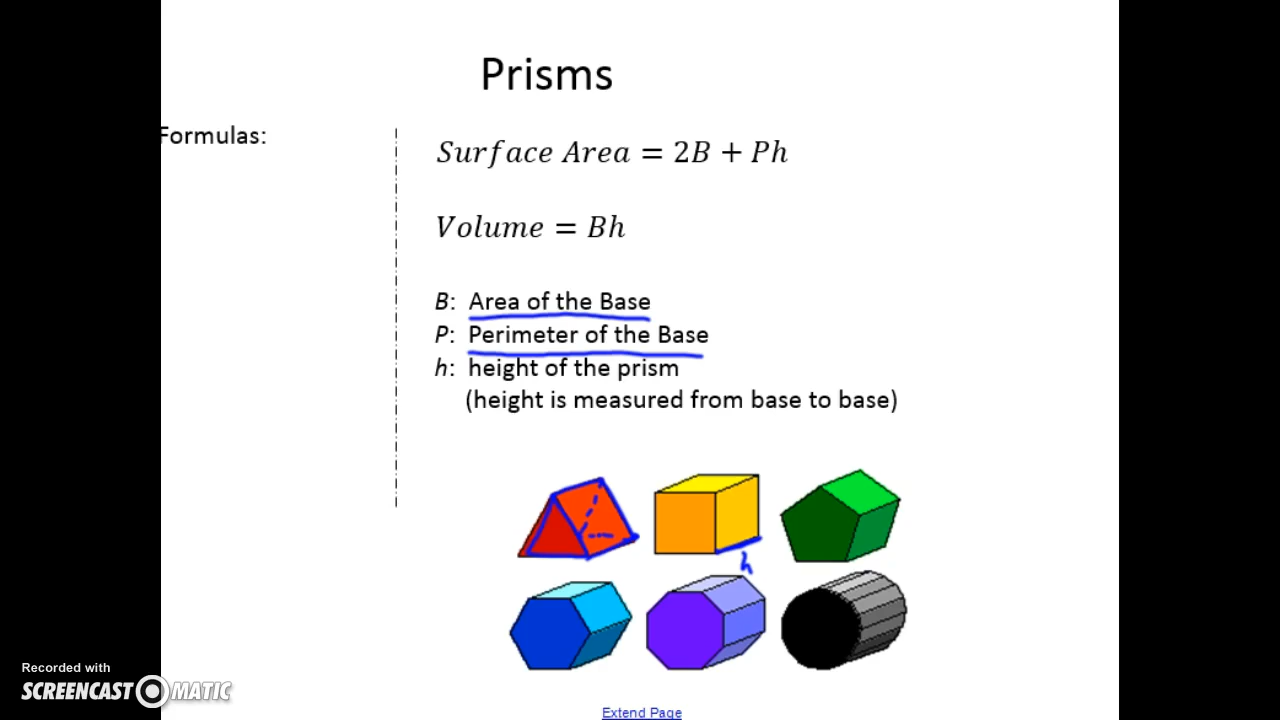 Prisms
Formulas:
Surface Area = 2B + Ph
Volume = Bh
B: Area of the Base
P: Perimeter of the Base
h: height of the prism
(height is measured from base to base)
h
Recorded with
SCREENCAST MATIC
Extend Page